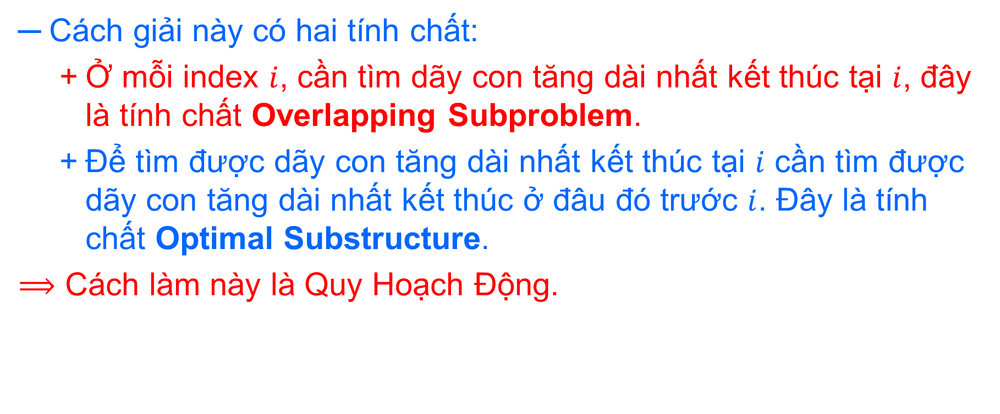 — Cách giải này có hai tính chất:
+ Ở mỗi index i, cần tìm dãy con tăng dài nhất kết thúc tại i, đây
là tính chất Overlapping Subproblem.
+ Để tìm được dãy con tăng dài nhất kết thúc tại i cần tìm được
dãy con tăng dài nhất kết thúc ở đâu đó trước i. Đây là tính
chất Optimal Substructure.
⟹ Cách làm này là Quy Hoạch Động.